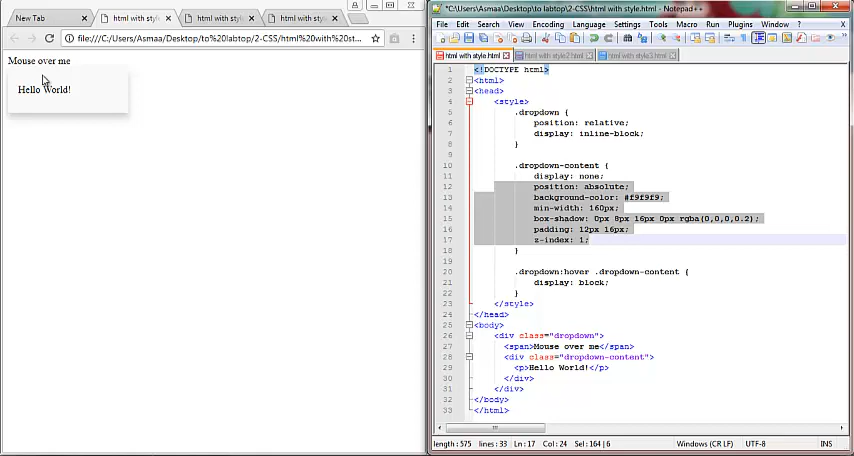 New Tab
html with style
html with style
html with style
file:///C:/Users/Asmaa/Desktop/to%20labtop/2-CSS/html%20with%20st...
Mouse over me
Hello World!
*C:\Users\Asmaa\Desktop\to labtop\2-CSS\html with style.html - Notepad++
File Edit Search View Encoding Language Settings Tools Macro Run Plugins Window ? X
html with style.html
html with style2.html
html with style3.html
1 <!DOCTYPE html>
2 <html>
3 <head>
4 <style>
5 .dropdown {
6 position: relative;
7 display: inline-block;
8 }
9
10 .dropdown-content {
11 display: none;
12 position: absolute;
13 background-color: #f9f9f9;
14 min-width: 160px;
15 box-shadow: 0px 8px 16px 0px rgba(0,0,0,0.2);
16 padding: 12px 16px;
17 z-index: 1;
18 }
19
20 .dropdown:hover .dropdown-content {
21 display: block;
22 }
23 </style>
24 </head>
25 <body>
26 <div class="dropdown">
27 <span>Mouse over me</span>
28 <div class="dropdown-content">
29 <p>Hello World!</p>
30 </div>
31 </div>
32 </body>
33 </html>
length : 575 lines : 33 Ln : 17 Col : 24 Sel : 164 | 6 Windows (CR LF) UTF-8 INS